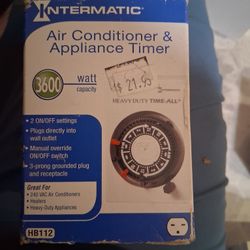 INTERMATIC®
Air Conditioner &
Appliance Timer
3600 watt
capacity
1$ 21.95
HEAVY DUTY TIME-ALL®
• 2 ON/OFF settings
• Plugs directly into
wall outlet
• Manual override
ON/OFF switch
• 3-prong grounded plug
and receptacle
Great For
• 240 VAC Air Conditioners
• Heaters
• Heavy-Duty Appliances
HB112